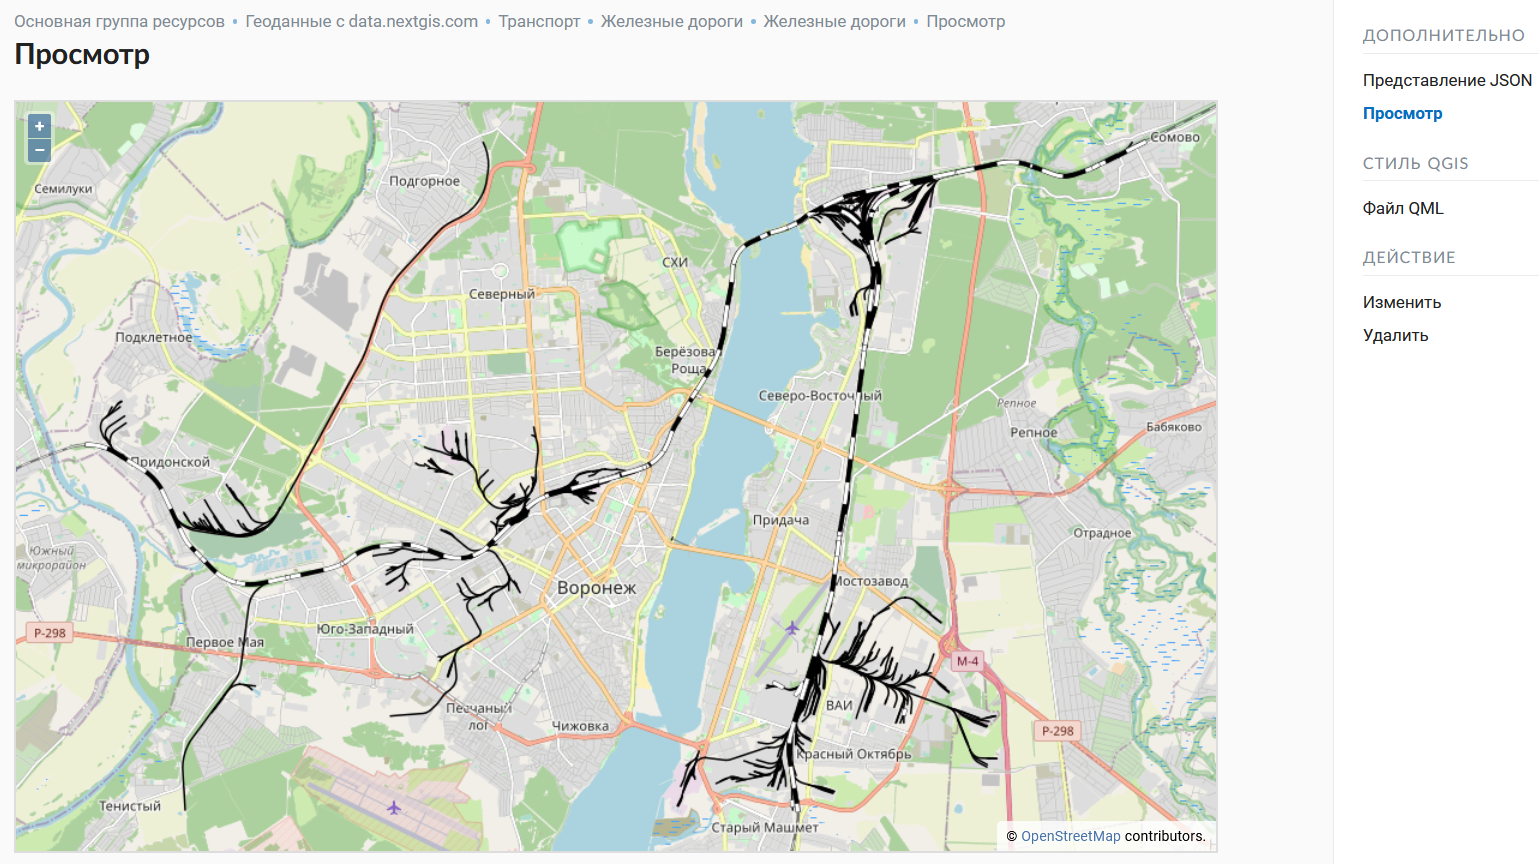 Основная группа ресурсов • Геоданные с data.nextgis.com • Транспорт • Железные дороги • Железные дороги • Просмотр
Просмотр
ДОПОЛНИТЕЛЬНО
Представление JSON
Просмотр
СТИЛЬ QGIS
Файл QML
ДЕЙСТВИЕ
Изменить
Удалить
+
−
Сомово
Подгорное
Семилуки
СХИ
Северный
Подклетное
Берёзовая
Роща
Северо-Восточный
Репное
Репное
Бабяково
Придонской
Придача
Отрадное
Южный
микрорайон
Воронеж
Мостозавод
Р-298
Первое Мая
Юго-Западный
М-4
ВАИ
Песчаный
лог
Чижовка
Р-298
Красный Октябрь
Тенистый
Старый Машмет
© OpenStreetMap contributors.